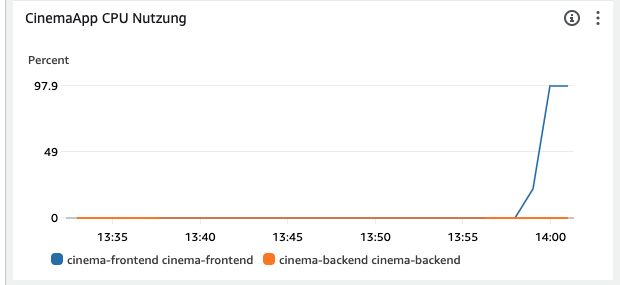 CinemaApp CPU Nutzung
Percent
97.9
49
0
13:35 13:40 13:45 13:50 13:55 14:00
cinema-frontend cinema-frontend cinema-backend cinema-backend